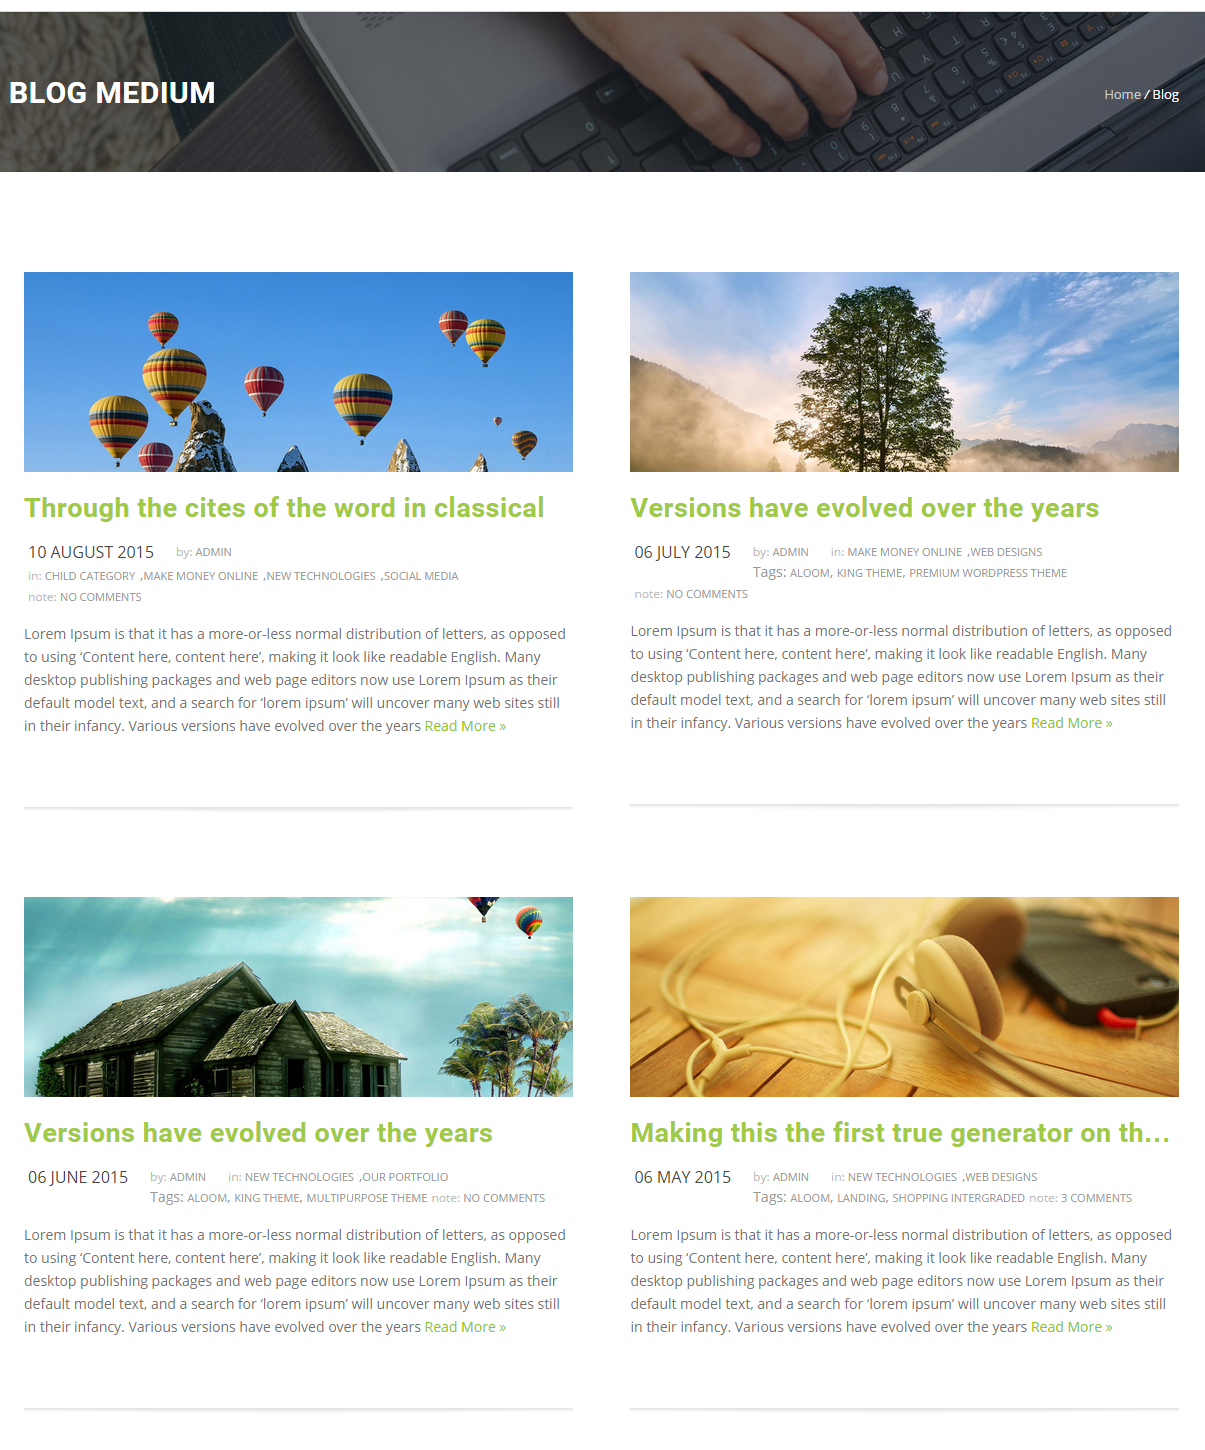 BLOG MEDIUM
Home / Blog
Through the cites of the word in classical
10 AUGUST 2015 by: ADMIN
in: CHILD CATEGORY ,MAKE MONEY ONLINE ,NEW TECHNOLOGIES ,SOCIAL MEDIA
note: NO COMMENTS
Lorem Ipsum is that it has a more-or-less normal distribution of letters, as opposed
to using ‘Content here, content here’, making it look like readable English. Many
desktop publishing packages and web page editors now use Lorem Ipsum as their
default model text, and a search for ‘lorem ipsum’ will uncover many web sites still
in their infancy. Various versions have evolved over the years Read More »
Versions have evolved over the years
06 JULY 2015 by: ADMIN in: MAKE MONEY ONLINE ,WEB DESIGNS
Tags: ALOOM, KING THEME, PREMIUM WORDPRESS THEME
note: NO COMMENTS
Lorem Ipsum is that it has a more-or-less normal distribution of letters, as opposed
to using ‘Content here, content here’, making it look like readable English. Many
desktop publishing packages and web page editors now use Lorem Ipsum as their
default model text, and a search for ‘lorem ipsum’ will uncover many web sites still
in their infancy. Various versions have evolved over the years Read More »
Versions have evolved over the years
06 JUNE 2015 by: ADMIN in: NEW TECHNOLOGIES ,OUR PORTFOLIO
Tags: ALOOM, KING THEME, MULTIPURPOSE THEME note: NO COMMENTS
Lorem Ipsum is that it has a more-or-less normal distribution of letters, as opposed
to using ‘Content here, content here’, making it look like readable English. Many
desktop publishing packages and web page editors now use Lorem Ipsum as their
default model text, and a search for ‘lorem ipsum’ will uncover many web sites still
in their infancy. Various versions have evolved over the years Read More »
Making this the first true generator on th...
06 MAY 2015 by: ADMIN in: NEW TECHNOLOGIES ,WEB DESIGNS
Tags: ALOOM, LANDING, SHOPPING INTERGRADED note: 3 COMMENTS
Lorem Ipsum is that it has a more-or-less normal distribution of letters, as opposed
to using ‘Content here, content here’, making it look like readable English. Many
desktop publishing packages and web page editors now use Lorem Ipsum as their
default model text, and a search for ‘lorem ipsum’ will uncover many web sites still
in their infancy. Various versions have evolved over the years Read More »